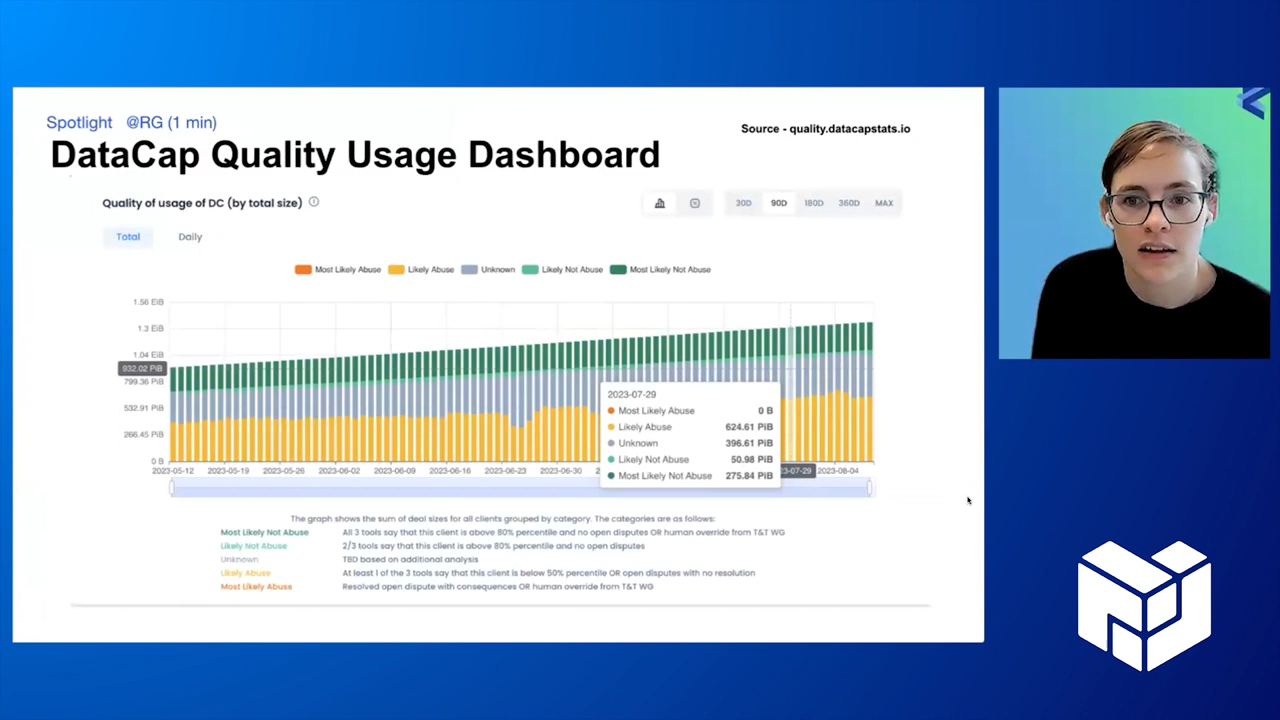 Spotlight @RG (1 min)
Source - quality.datacapstats.io
DataCap Quality Usage Dashboard
Quality of usage of DC (by total size)
30D 90D 180D 360D MAX
Total Daily
Most Likely Abuse Likely Abuse Unknown Likely Not Abuse Most Likely Not Abuse
1.56 EiB
1.3 EiB
1.04 EiB
932.02 PiB
799.36 PiB
532.91 PiB
266.45 PiB
0 B
2023-07-29
Most Likely Abuse 0 B
Likely Abuse 624.61 PiB
Unknown 396.61 PiB
Likely Not Abuse 50.98 PiB
Most Likely Not Abuse 275.84 PiB
2023-05-12 2023-05-19 2023-05-26 2023-06-02 2023-06-09 2023-06-16 2023-06-23 2023-06-30 2 3-07-29 2023-08-04
The graph shows the sum of deal sizes for all clients grouped by category. The categories are as follows:
Most Likely Not Abuse All 3 tools say that this client is above 80% percentile and no open disputes OR human override from T&T WG
Likely Not Abuse 2/3 tools say that this client is above 80% percentile and no open disputes
Unknown TBD based on additional analysis
Likely Abuse At least 1 of the 3 tools say that this client is below 50% percentile OR open disputes with no resolution
Most Likely Abuse Resolved open dispute with consequences OR human override from T&T WG